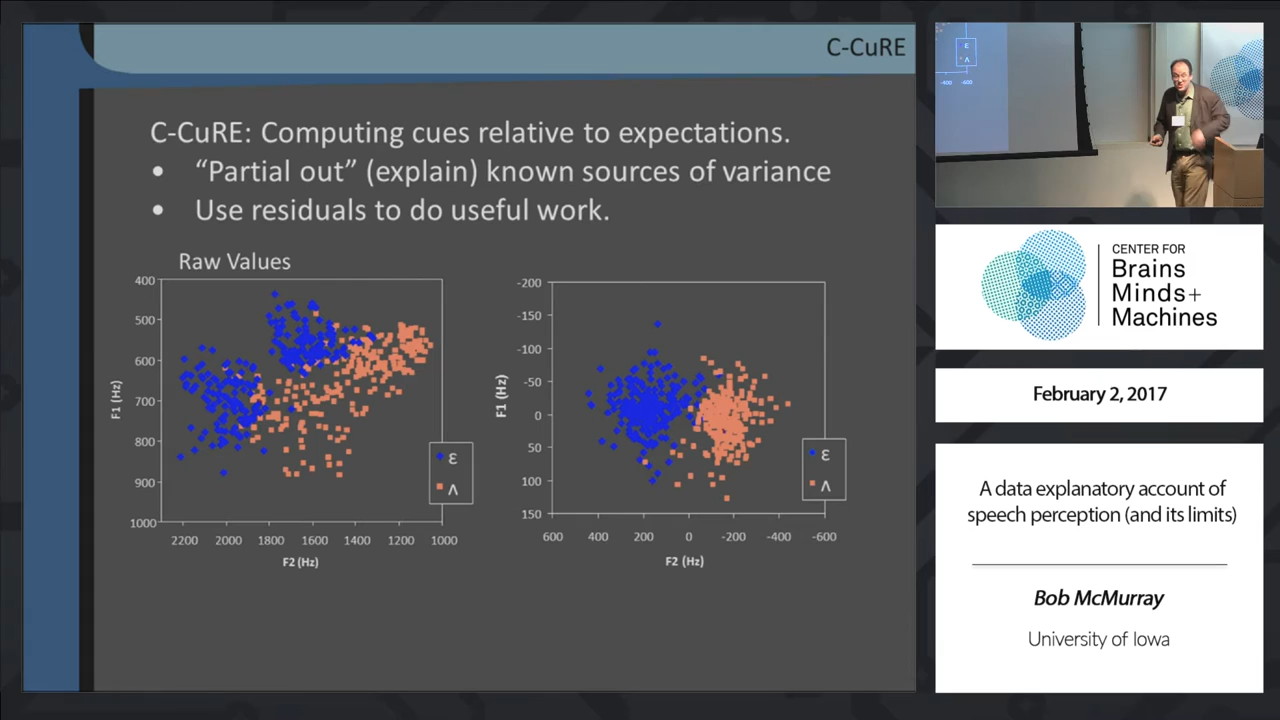 C-CuRE
C-CuRE: Computing cues relative to expectations.
• “Partial out” (explain) known sources of variance
• Use residuals to do useful work.
Raw Values
400
500
600
700
800
900
1000
F1 (Hz)
2200 2000 1800 1600 1400 1200 1000
F2 (Hz)
ε
ʌ
-200
-150
-100
-50
0
50
100
150
F1 (Hz)
600 400 200 0 -200 -400 -600
F2 (Hz)
ε
ʌ
ε
ʌ
-400 -600
CENTER FOR
Brains
Minds+
Machines
February 2, 2017
A data explanatory account of
speech perception (and its limits)
Bob McMurray
University of Iowa